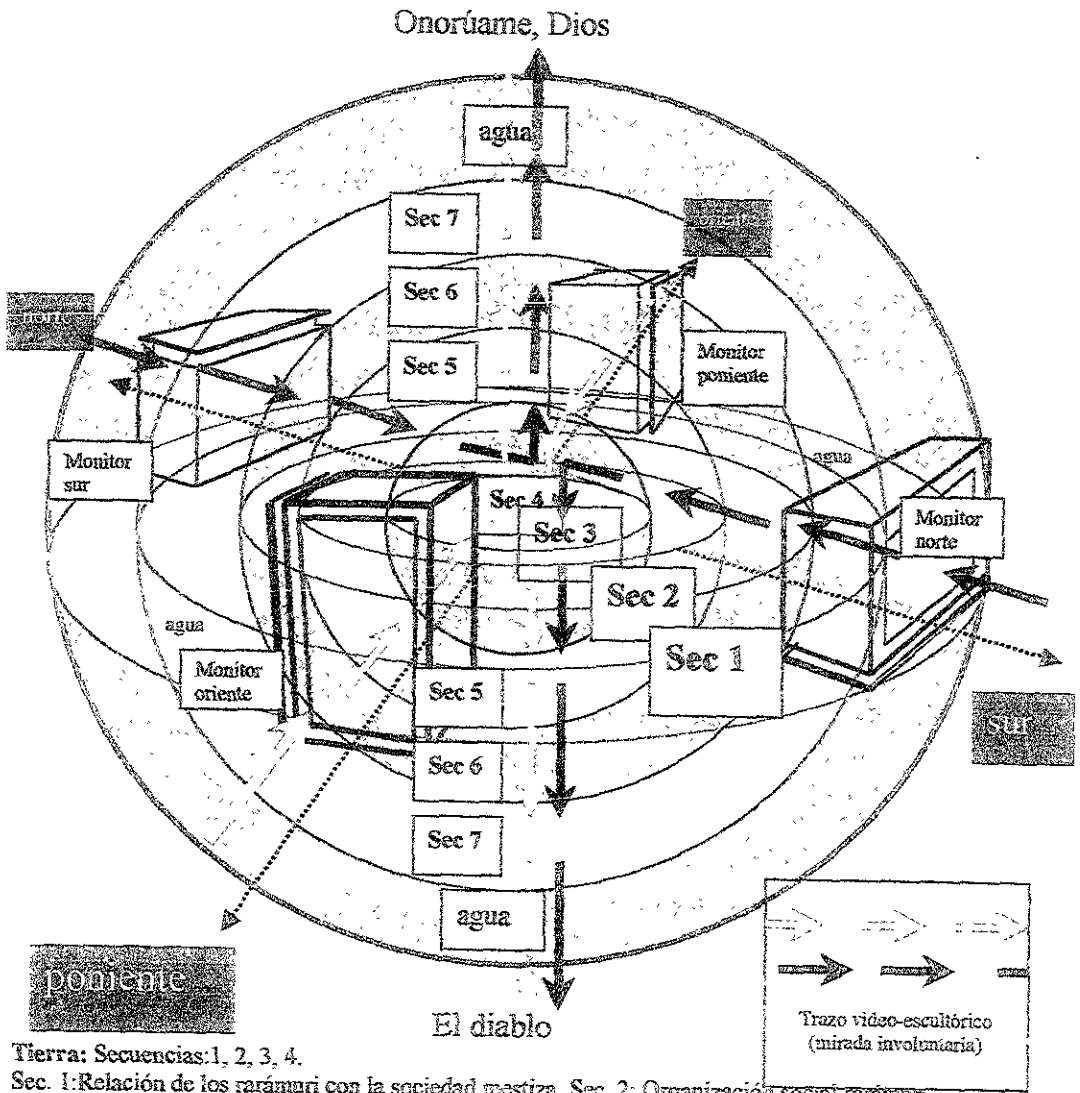 Onorúame, Dios
agua
Sec 7
Sec 6
Monitor
poniente
Sec 5
Monitor
sur
agua
Sec 4
Monitor
norte
Sec 3
Sec 2
agua
Sec 1
Monitor
oriente
Sec 5
sur
Sec 6
Sec 7
agua
poniente
El diablo
Trazo video-escultórico
(mirada involuntaria)
Tierra: Secuencias:1, 2, 3, 4.
Sec. 1:Relación de los rarámuri con la sociedad mestiza. Sec. 2: Organización social